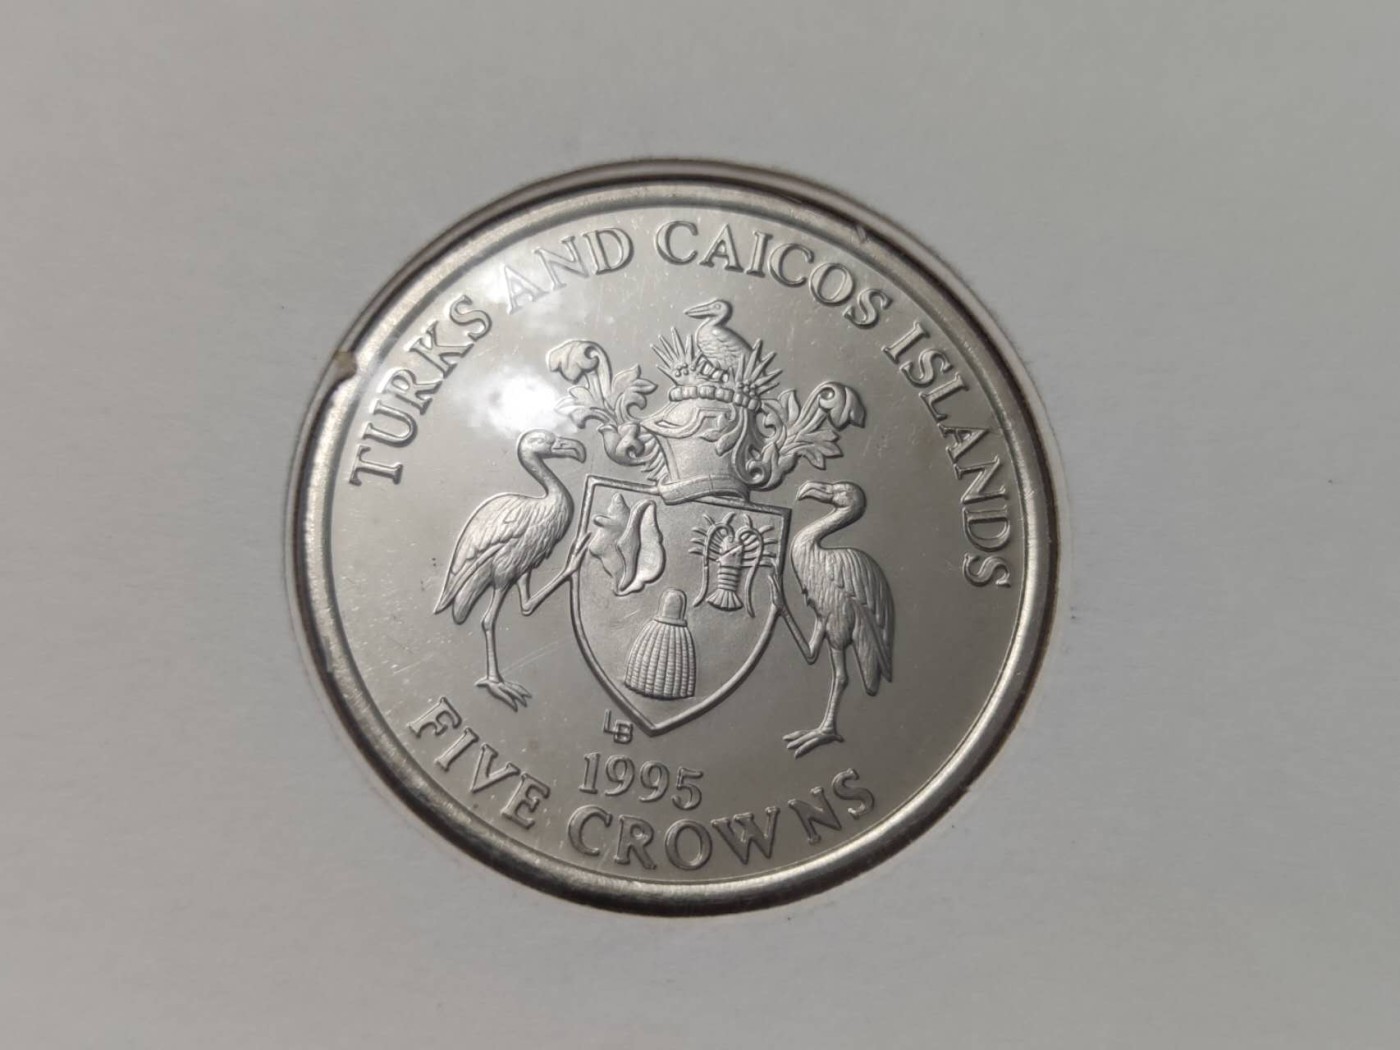 TURKS AND CAICOS ISLANDS
LB
1995
FIVE CROWNS